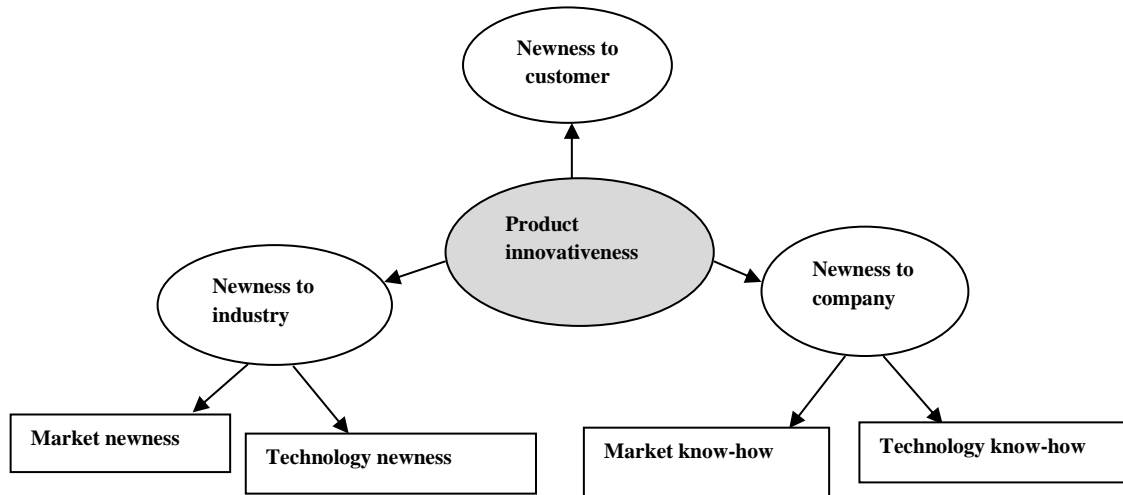 Newness to
customer
Product
innovativeness
Newness to
industry
Newness to
company
Market newness
Technology newness
Market know-how
Technology know-how